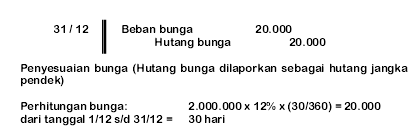 31 / 12 Beban bunga 20.000
Hutang bunga 20.000
Penyesuaian bunga (Hutang bunga dilaporkan sebagai hutang jangka
pendek)
Perhitungan bunga: 2.000.000 x 12% x (30/360) = 20.000
dari tanggal 1/12 s/d 31/12 = 30 hari